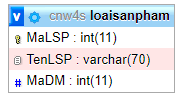 v cnw4s loaisanpham
MaLSP : int(11)
TenLSP : varchar(70)
MaDM : int(11)